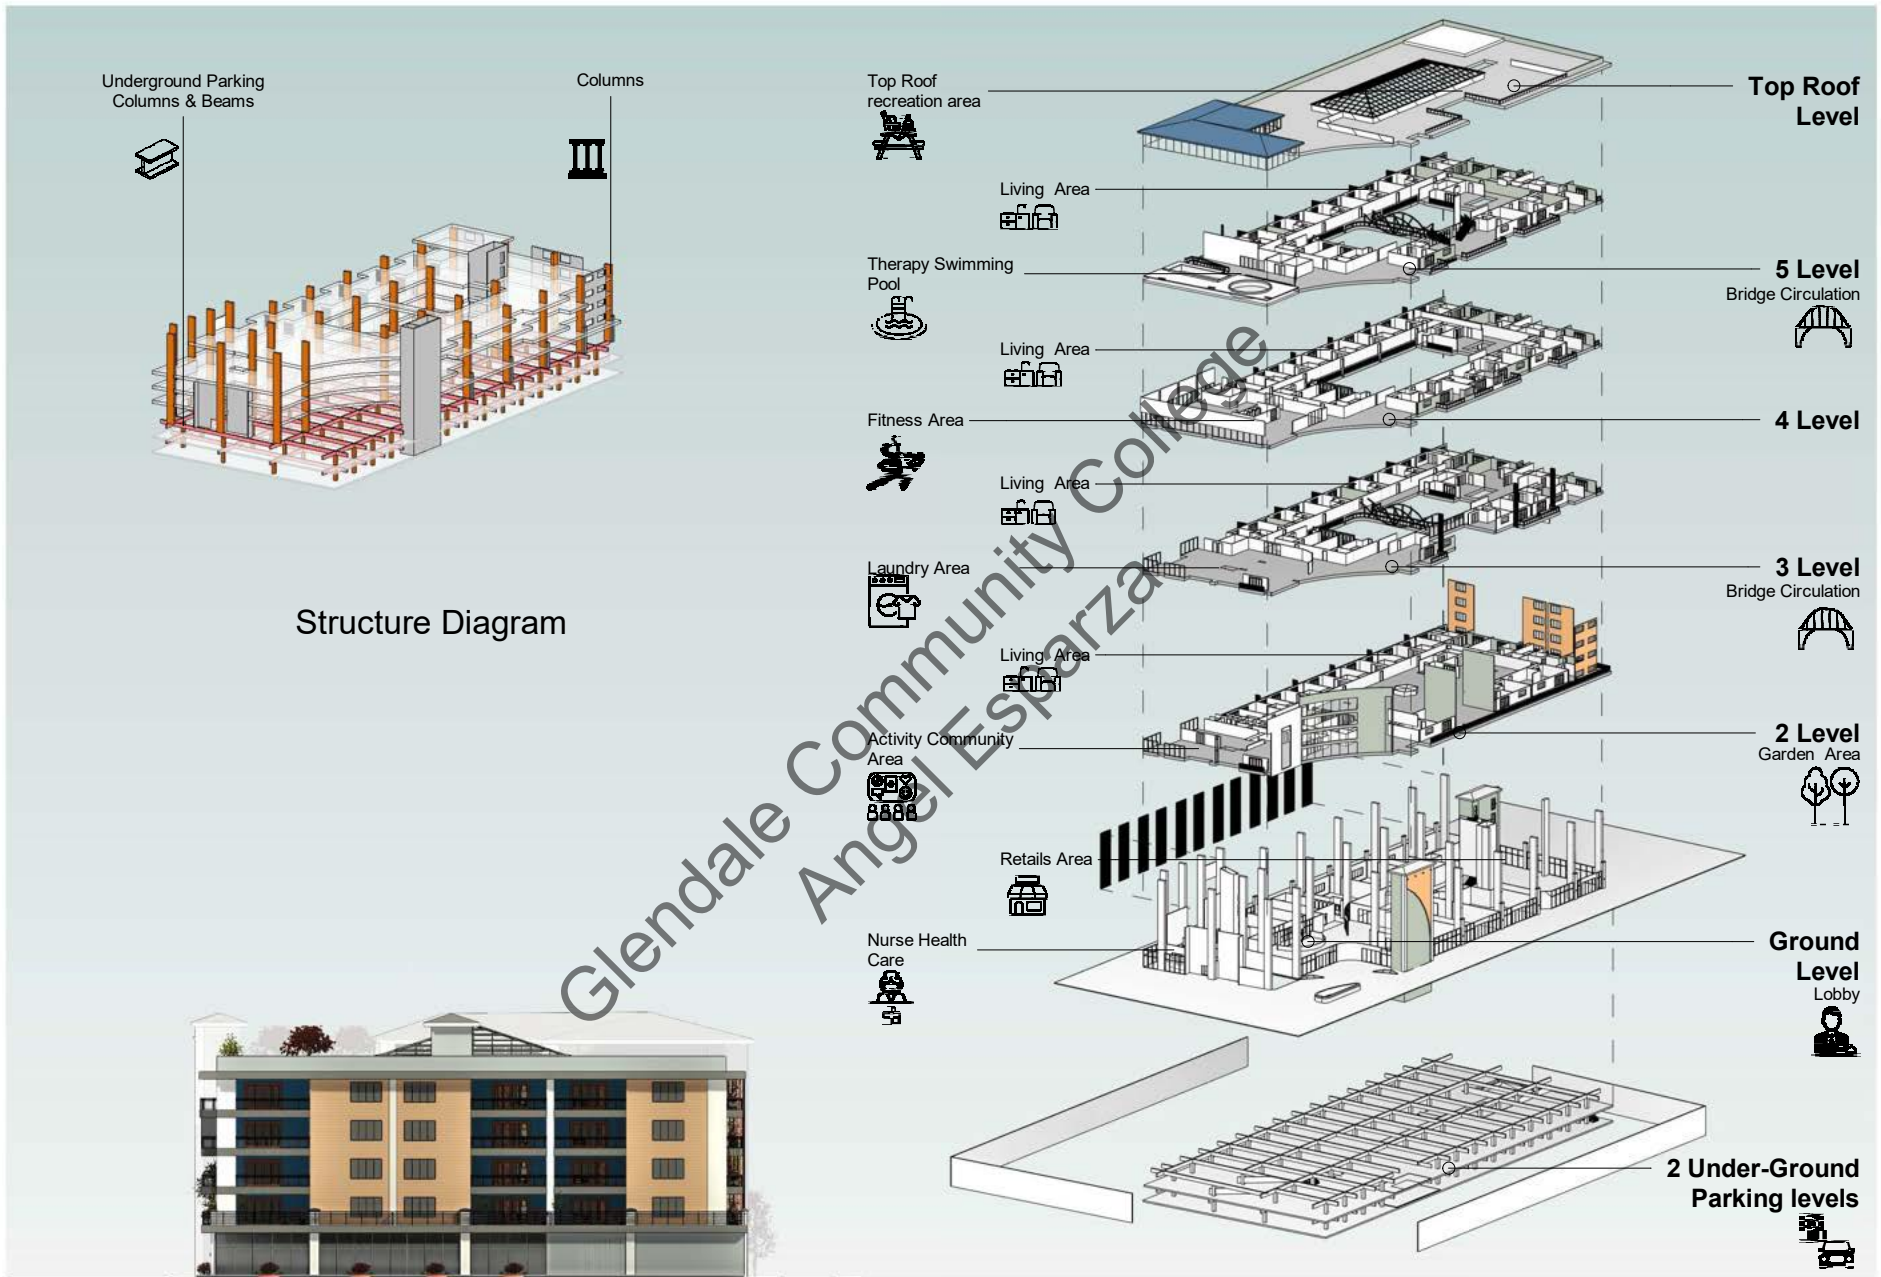 Underground Parking
Columns & Beams
Columns
Structure Diagram
Top Roof
recreation area
Top Roof
Level
Living Area
Therapy Swimming
Pool
5 Level
Bridge Circulation
Living Area
Fitness Area
4 Level
Living Area
Laundry Area
3 Level
Bridge Circulation
Living Area
Activity Community
Area
2 Level
Garden Area
Retails Area
Nurse Health
Care
Ground
Level
Lobby
2 Under-Ground
Parking levels
Glendale Community College
Angel Esparza